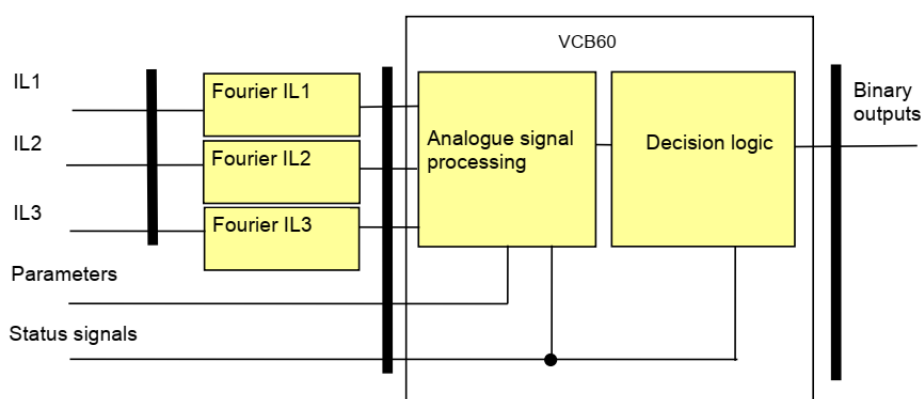 VCB60
IL1
Fourier IL1
IL2
Fourier IL2
IL3
Fourier IL3
Analogue signal
processing
Decision logic
Binary
outputs
Parameters
Status signals